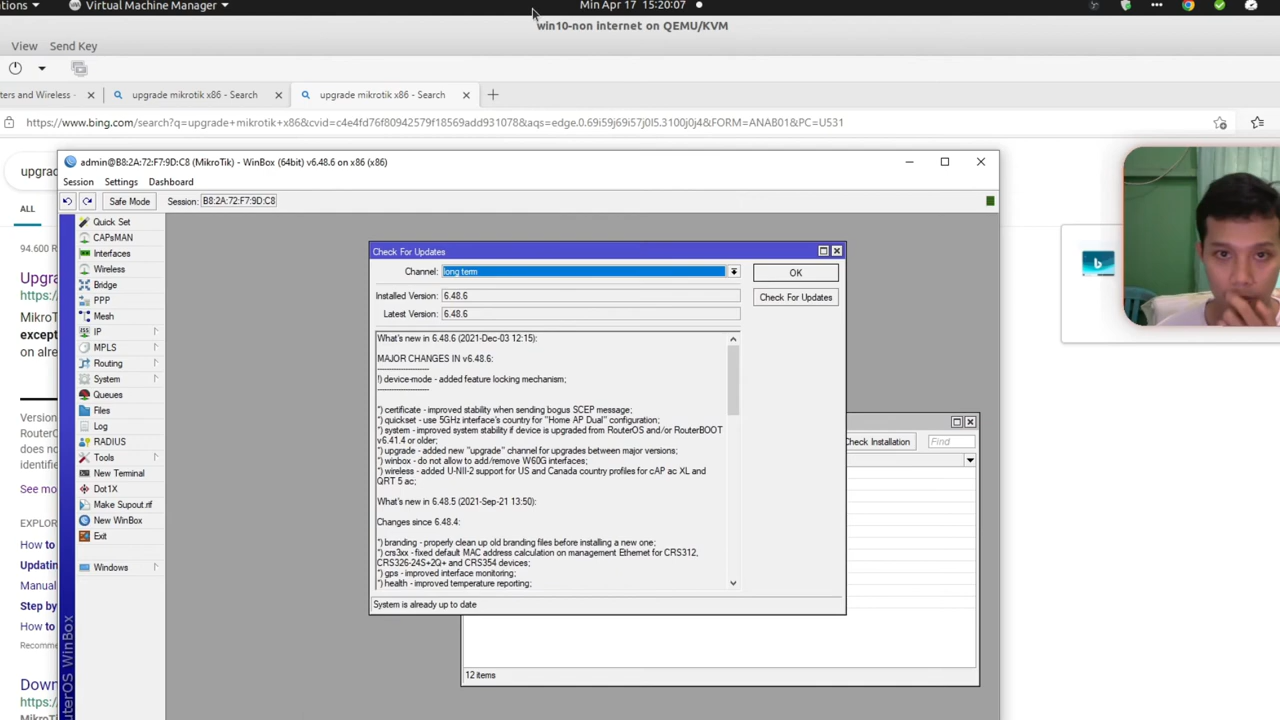 ations
Virtual Machine Manager
Min Apr 17 15:20:07
win10-non internet on QEMU/KVM
View Send Key
ters and Wireless -
upgrade mikrotik x86 - Search
upgrade mikrotik x86 - Search
https://www.bing.com/search?q=upgrade+mikrotik+x86&cvid=c4e4fd76f80942579f18569add931078&aqs=edge.0.69i59j69i57j0l5.3100j0j4&FORM=ANAB01&PC=U531
upgrad
ALL
94.600 R
Upgra
https:/
MikroT
except
on alre
Version
RouterC
does no
identifie
See mo
EXPLOR
How to
Updatin
Manual
Step by
How to
Recomme
Down
https:/
MikroT
admin@B8:2A:72:F7:9D:C8 (MikroTik) - WinBox (64bit) v6.48.6 on x86 (x86)
Session Settings Dashboard
Safe Mode Session: B8:2A:72:F7:9D:C8
Quick Set
CAPsMAN
Interfaces
Wireless
Bridge
PPP
Mesh
IP
MPLS
Routing
System
Queues
Files
Log
RADIUS
Tools
New Terminal
Dot1X
Make Supout.rif
New WinBox
Exit
Windows
uterOS WinBox
Check For Updates
Channel: long term
OK
Installed Version: 6.48.6
Check For Updates
Latest Version: 6.48.6
What's new in 6.48.6 (2021-Dec-03 12:15):
MAJOR CHANGES IN v6.48.6:
----------------------
!) device-mode - added feature locking mechanism;
----------------------
*) certificate - improved stability when sending bogus SCEP message;
*) quickset - use 5GHz interface's country for "Home AP Dual" configuration;
*) system - improved system stability if device is upgraded from RouterOS and/or RouterBOOT
v6.41.4 or older;
*) upgrade - added new "upgrade" channel for upgrades between major versions;
*) winbox - do not allow to add/remove W60G interfaces;
*) wireless - added U-NII-2 support for US and Canada country profiles for cAP ac XL and
QRT 5 ac;
What's new in 6.48.5 (2021-Sep-21 13:50):
Changes since 6.48.4:
*) branding - properly clean up old branding files before installing a new one;
*) crs3xx - fixed default MAC address calculation on management Ethernet for CRS312,
CRS326-24S+2Q+ and CRS354 devices;
*) gps - improved interface monitoring;
*) health - improved temperature reporting;
System is already up to date
Check Installation
Find
12 items
b